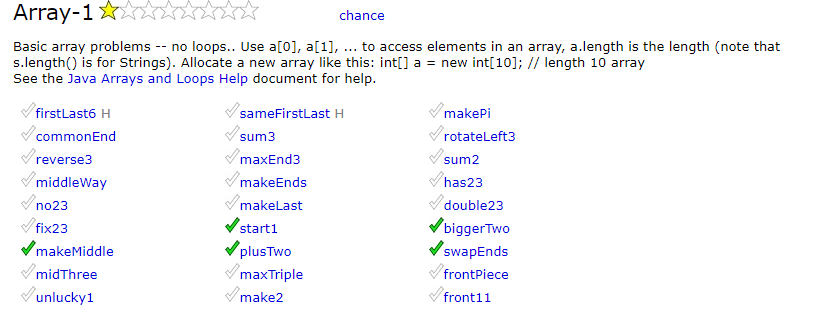 Array-1
chance
Basic array problems -- no loops.. Use a[0], a[1], ... to access elements in an array, a.length is the length (note that
s.length() is for Strings). Allocate a new array like this: int[] a = new int[10]; // length 10 array
See the Java Arrays and Loops Help document for help.
firstLast6 H sameFirstLast H makePi
commonEnd sum3 rotateLeft3
reverse3 maxEnd3 sum2
middleWay makeEnds has23
no23 makeLast double23
fix23 start1 biggerTwo
makeMiddle plusTwo swapEnds
midThree maxTriple frontPiece
unlucky1 make2 front11